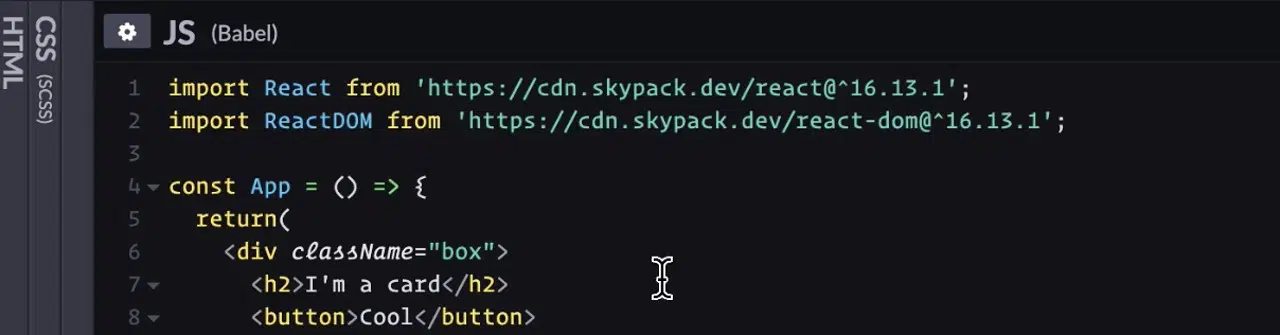 HTML
CSS (SCSS)
JS (Babel)
1 import React from 'https://cdn.skypack.dev/react@^16.13.1';
2 import ReactDOM from 'https://cdn.skypack.dev/react-dom@^16.13.1';
3
4 const App = () => {
5 return(
6 <div className="box">
7 <h2>I'm a card</h2>
8 <button>Cool</button>